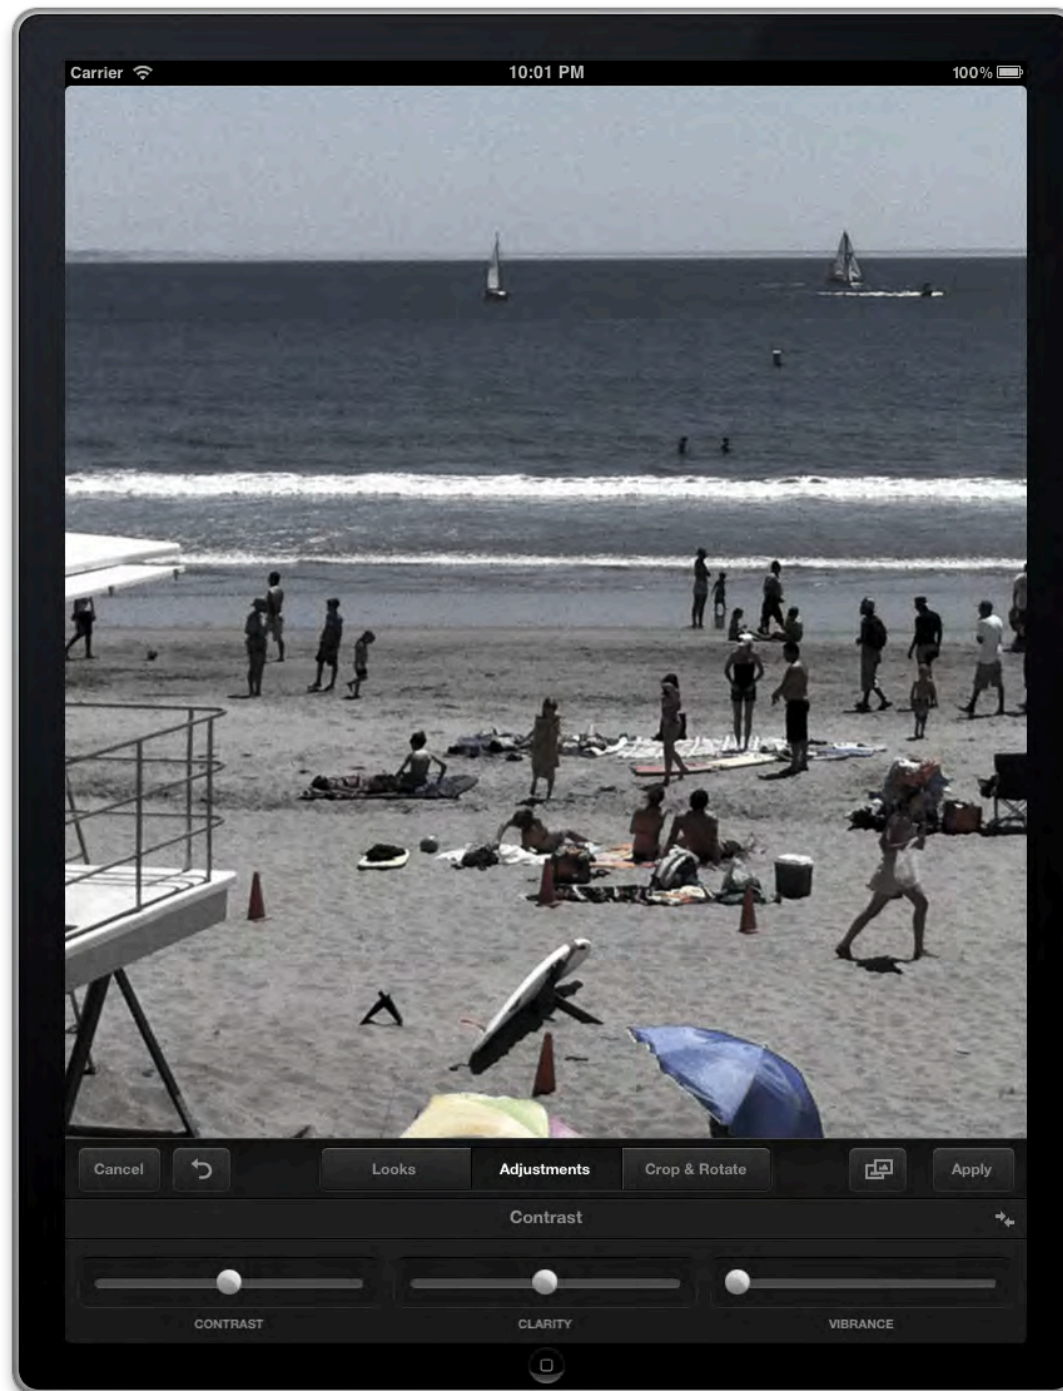 Carrier 10:01 PM 100%
Cancel Looks Adjustments Crop & Rotate Apply
Contrast
CONTRAST CLARITY VIBRANCE